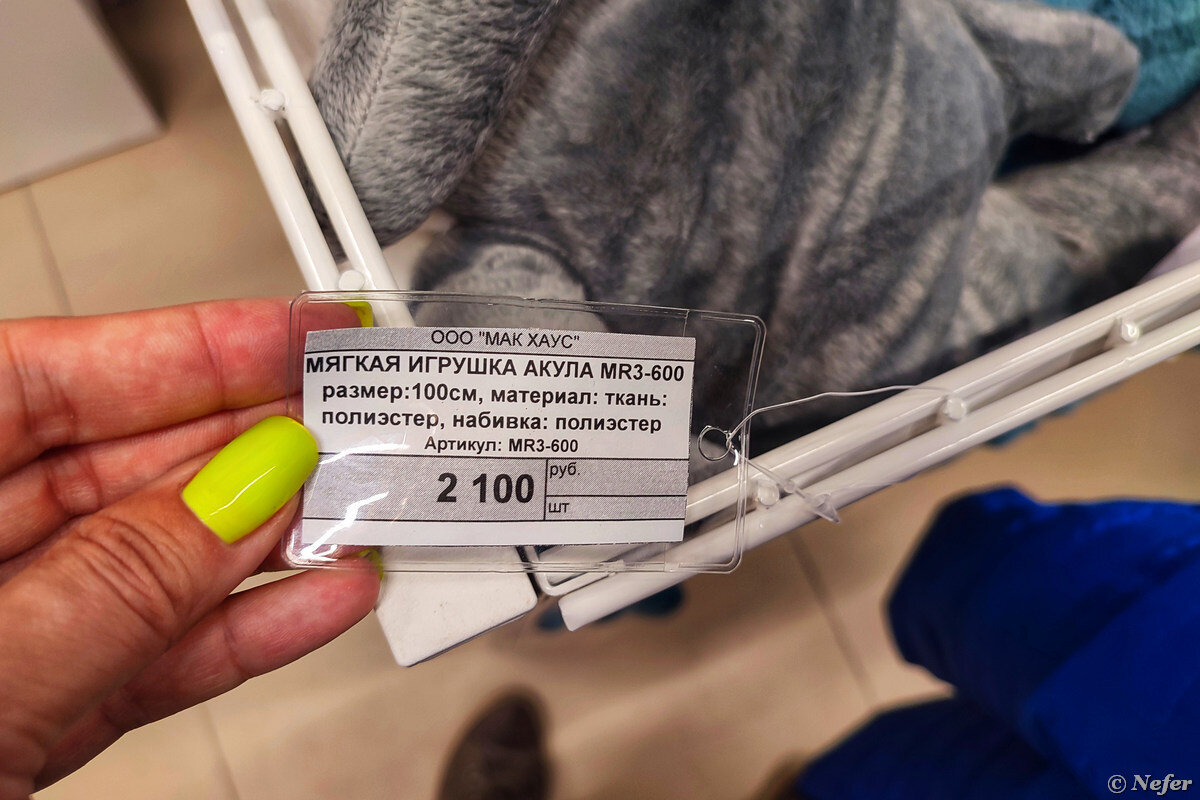 ООО "МАК ХАУС"
МЯГКАЯ ИГРУШКА АКУЛА MR3-600
размер:100см, материал: ткань:
полиэстер, набивка: полиэстер
Артикул: MR3-600
2 100 руб.
шт
© Nefer